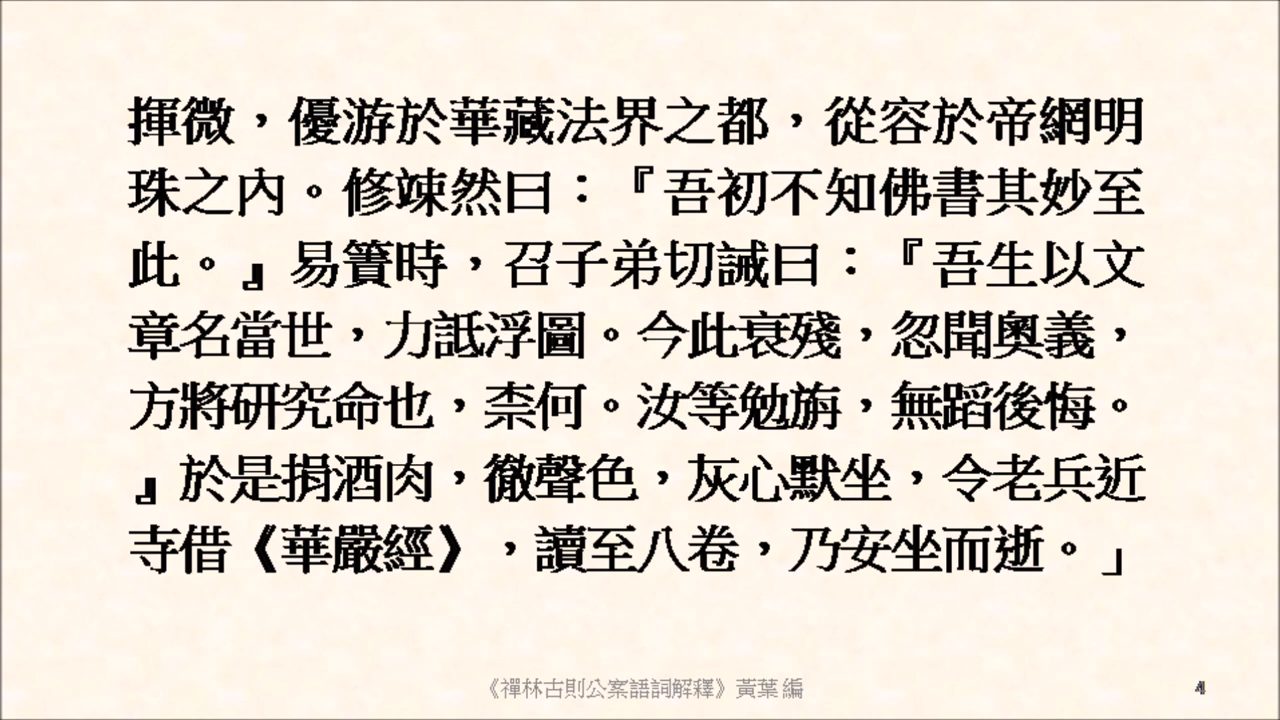 揮微，優游於華藏法界之都，從容於帝網明
珠之內。修竦然曰：『吾初不知佛書其妙至
此。』易簀時，召子弟切誡曰：『吾生以文
章名當世，力詆浮圖。今此衰殘，忽聞奧義，
方將研究命也，柰何。汝等勉旃，無蹈後悔。
』於是捐酒肉，徹聲色，灰心默坐，令老兵近
寺借《華嚴經》，讀至八卷，乃安坐而逝。」
《禪林古則公案語詞解釋》黃葉 編
4